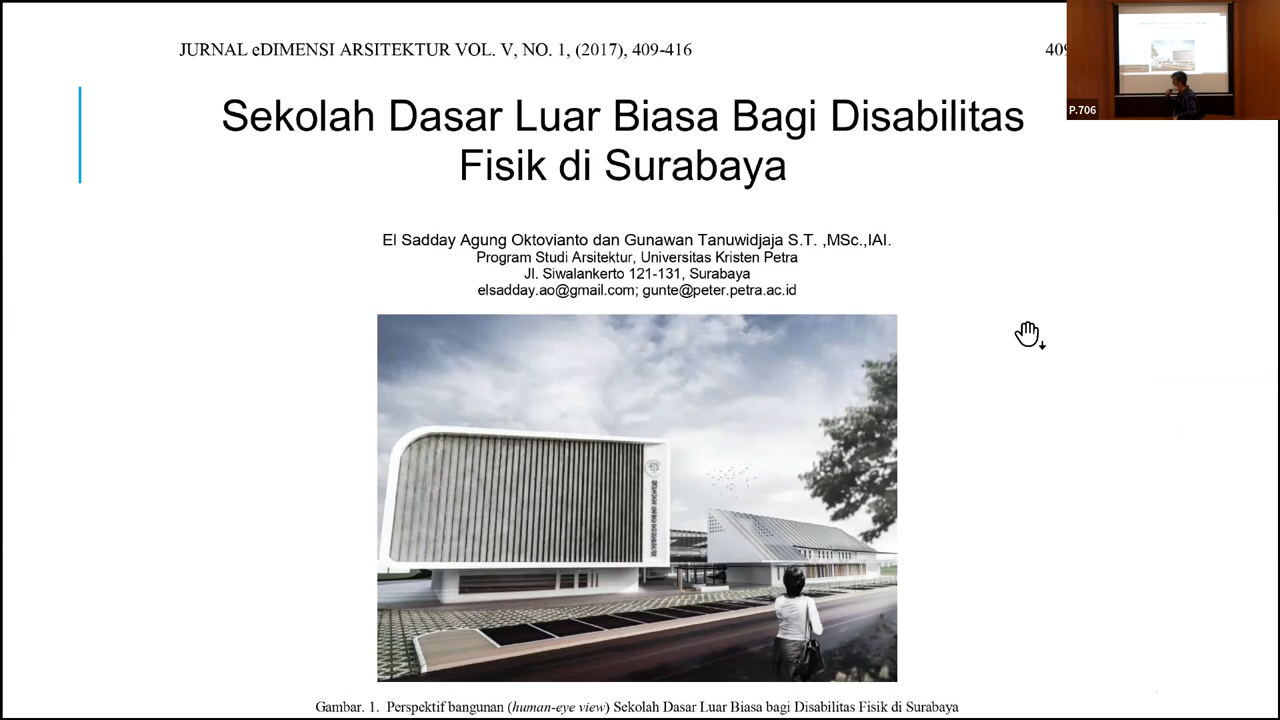 JURNAL eDIMENSI ARSITEKTUR VOL. V, NO. 1, (2017), 409-416
409
P.706
Sekolah Dasar Luar Biasa Bagi Disabilitas
Fisik di Surabaya
El Sadday Agung Oktovianto dan Gunawan Tanuwidjaja S.T. ,MSc.,IAI.
Program Studi Arsitektur, Universitas Kristen Petra
Jl. Siwalankerto 121-131, Surabaya
elsadday.ao@gmail.com; gunte@peter.petra.ac.id
Gambar. 1. Perspektif bangunan (human-eye view) Sekolah Dasar Luar Biasa bagi Disabilitas Fisik di Surabaya